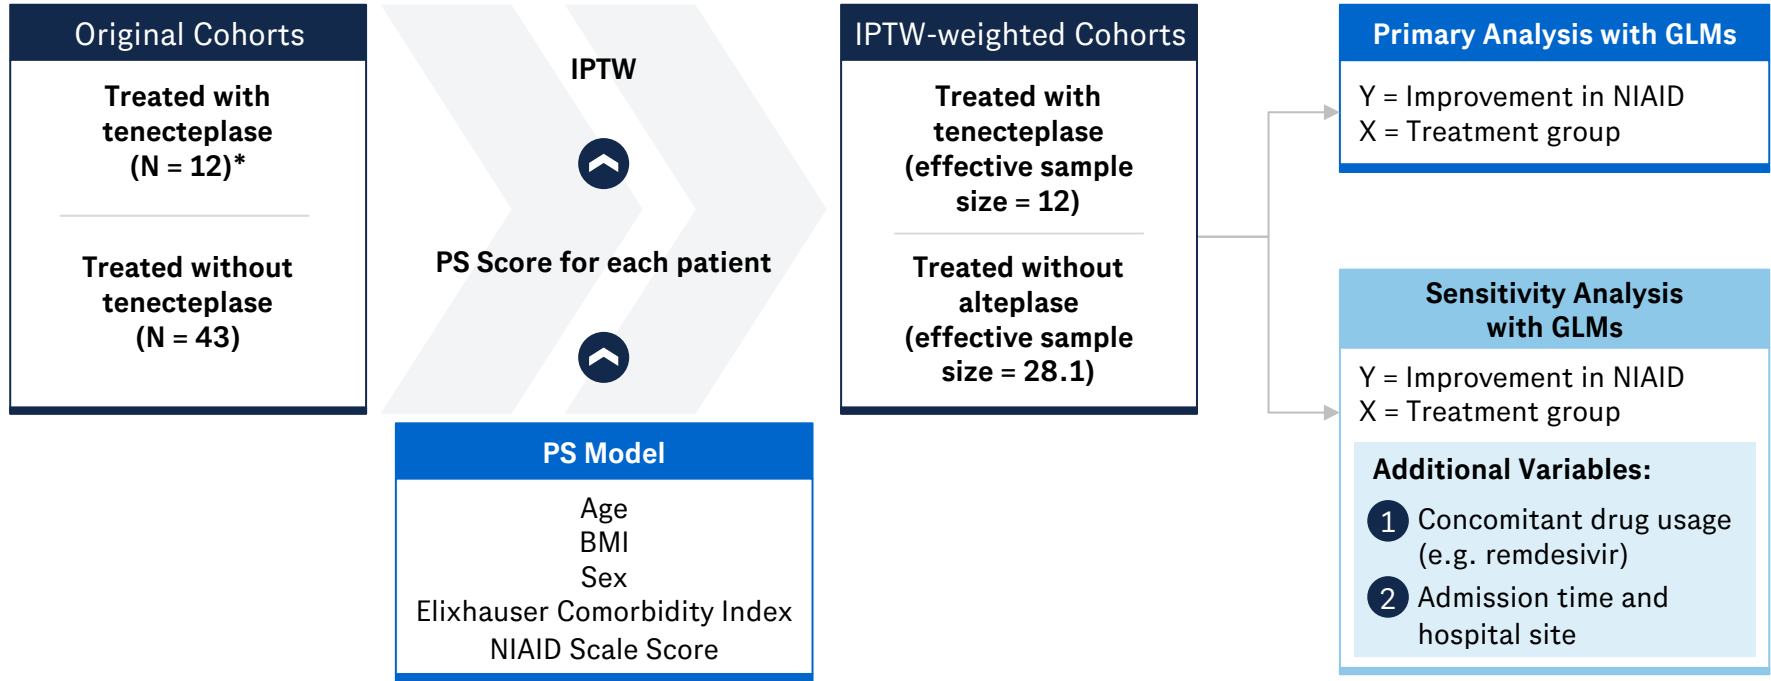 Original Cohorts
Treated with
tenecteplase
(N = 12)*
Treated without
tenecteplase
(N = 43)
IPTW
PS Score for each patient
PS Model
Age
BMI
Sex
Elixhauser Comorbidity Index
NIAID Scale Score
IPTW-weighted Cohorts
Treated with
tenecteplase
(effective sample
size = 12)
Treated without
alteplase
(effective sample
size = 28.1)
Primary Analysis with GLMs
Y = Improvement in NIAID
X = Treatment group
Sensitivity Analysis
with GLMs
Y = Improvement in NIAID
X = Treatment group
Additional Variables:
1 Concomitant drug usage
(e.g. remdesivir)
2 Admission time and
hospital site